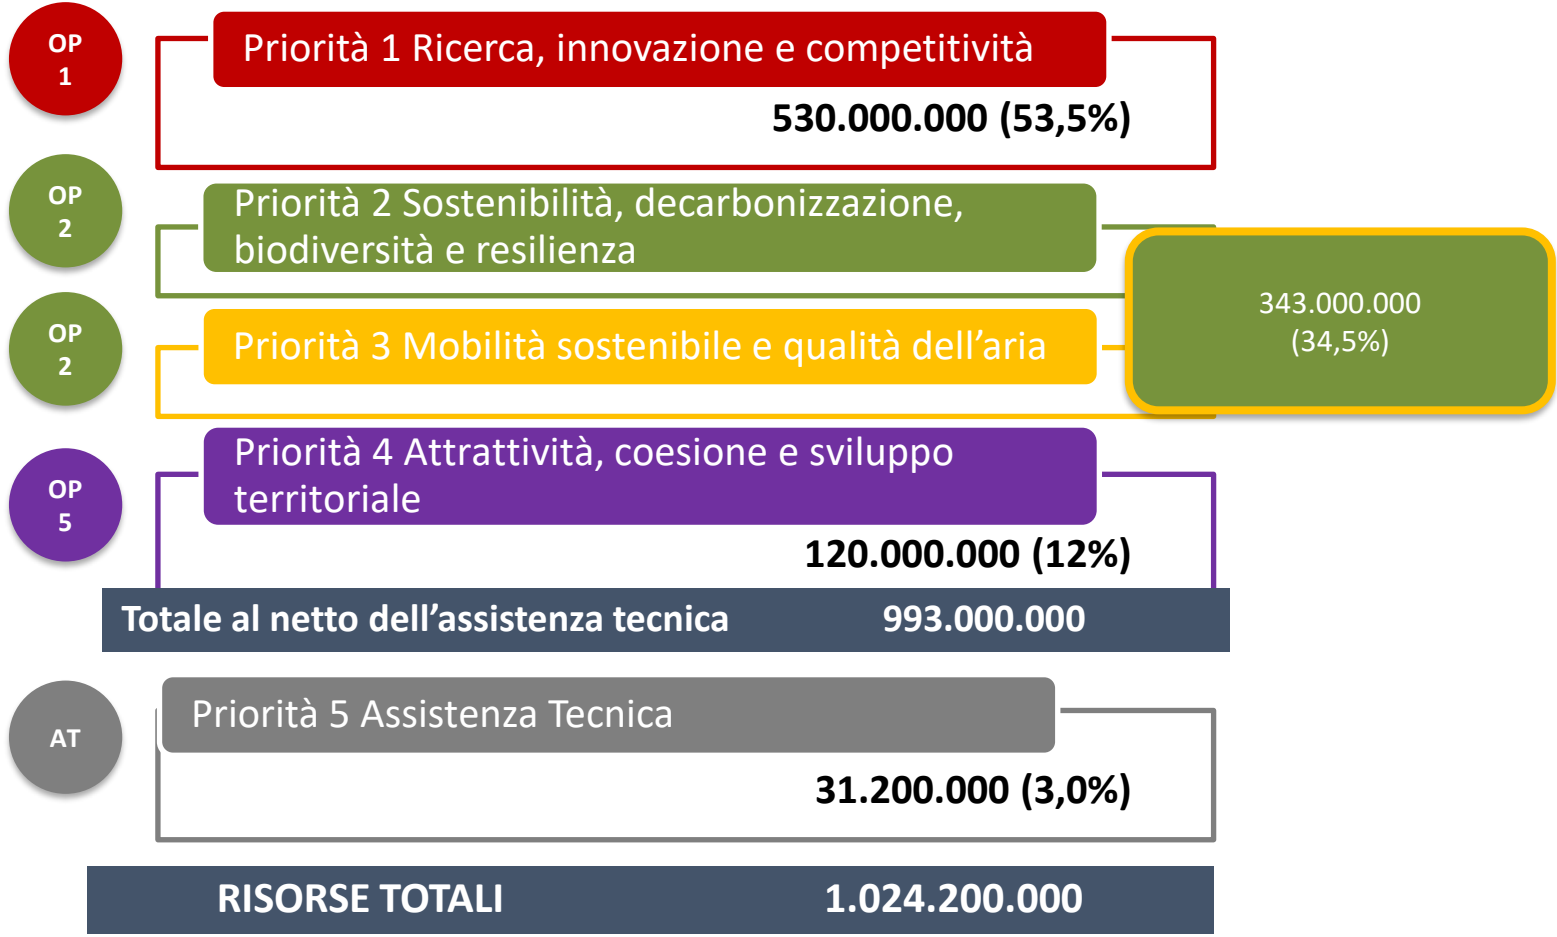 OP
1
Priorità 1 Ricerca, innovazione e competitività
530.000.000 (53,5%)
OP
2
Priorità 2 Sostenibilità, decarbonizzazione,
biodiversità e resilienza
OP
2
Priorità 3 Mobilità sostenibile e qualità dell’aria
343.000.000
(34,5%)
OP
5
Priorità 4 Attrattività, coesione e sviluppo
territoriale
120.000.000 (12%)
Totale al netto dell’assistenza tecnica 993.000.000
AT
Priorità 5 Assistenza Tecnica
31.200.000 (3,0%)
RISORSE TOTALI 1.024.200.000